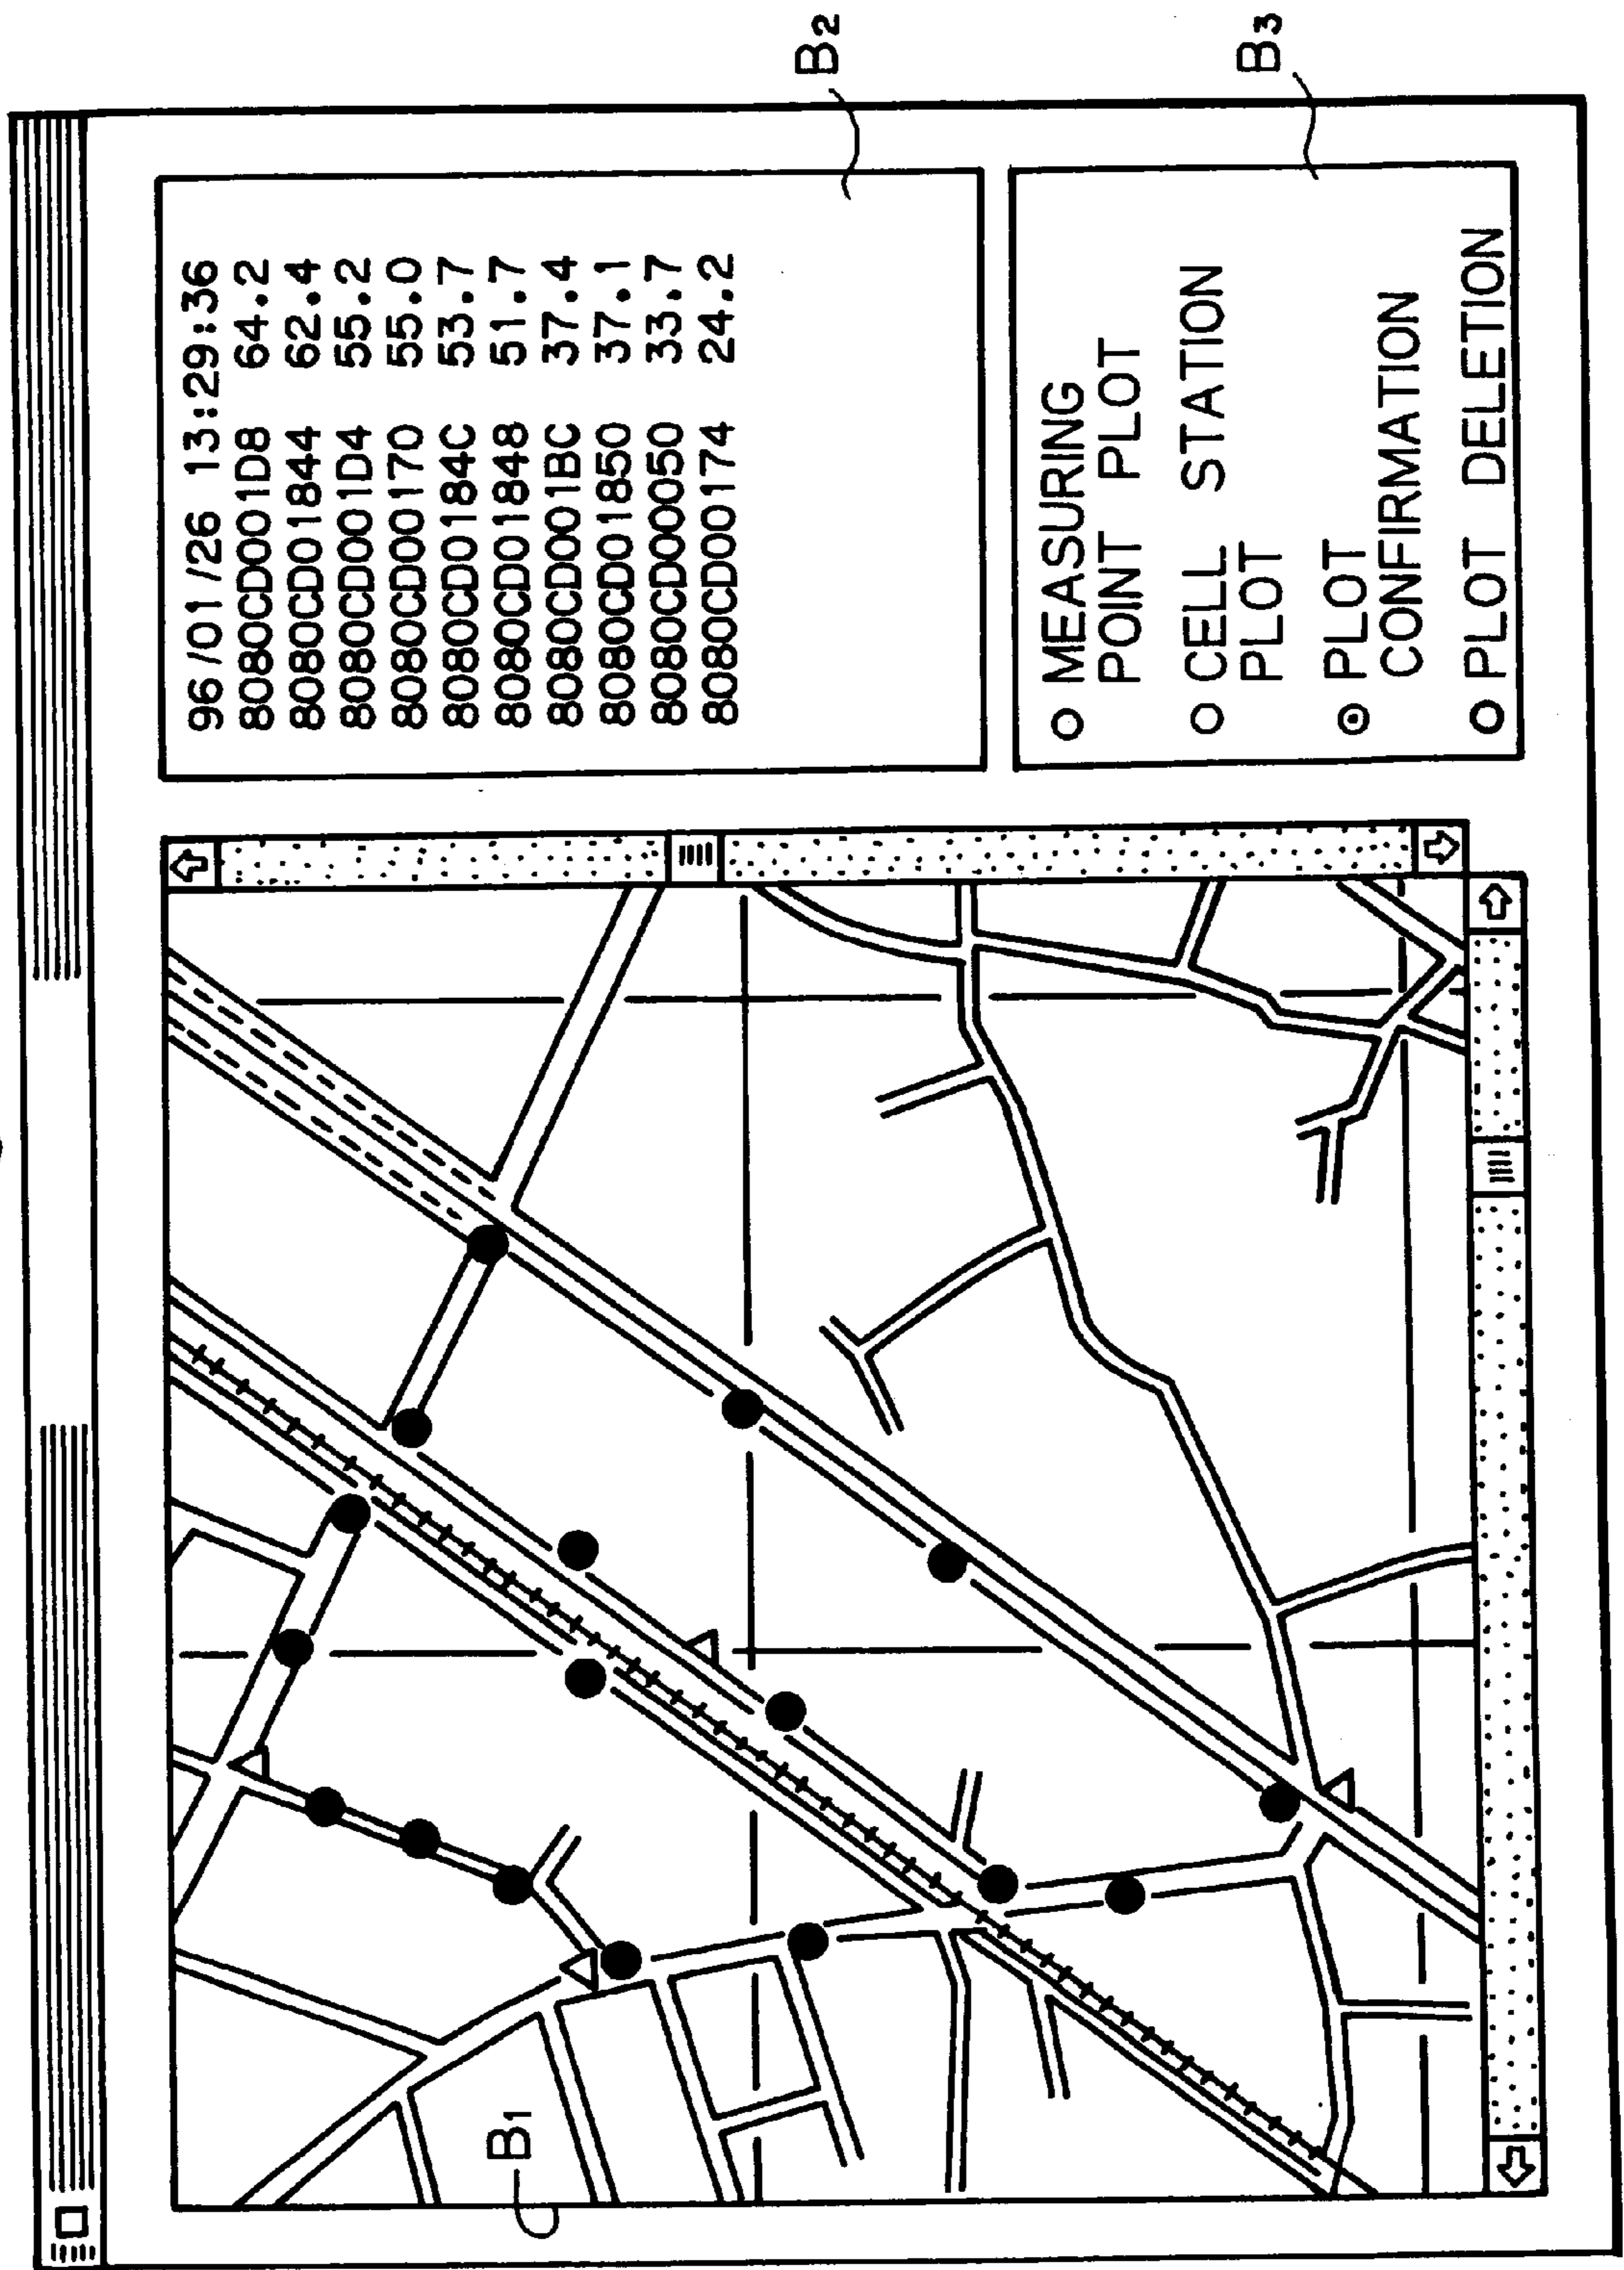 B1
B2
96/01/26 13:29:36
8080CD001D8 64.2
8080CD01844 62.4
8080CD001D4 55.2
8080CD00170 55.0
8080CD0184C 53.7
8080CD01848 51.7
8080CD001BC 37.4
8080CD01850 37.1
8080CD00050 33.7
8080CD00174 24.2
B3
MEASURING
POINT PLOT
CELL STATION
PLOT
PLOT
CONFIRMATION
PLOT DELETION